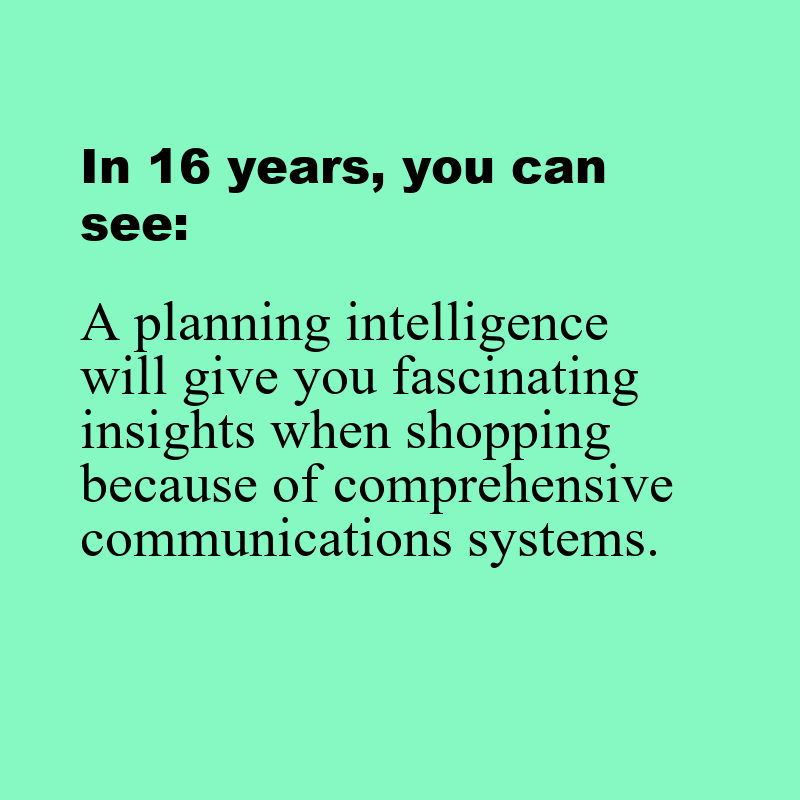 In 16 years, you can
see:
A planning intelligence
will give you fascinating
insights when shopping
because of comprehensive
communications systems.